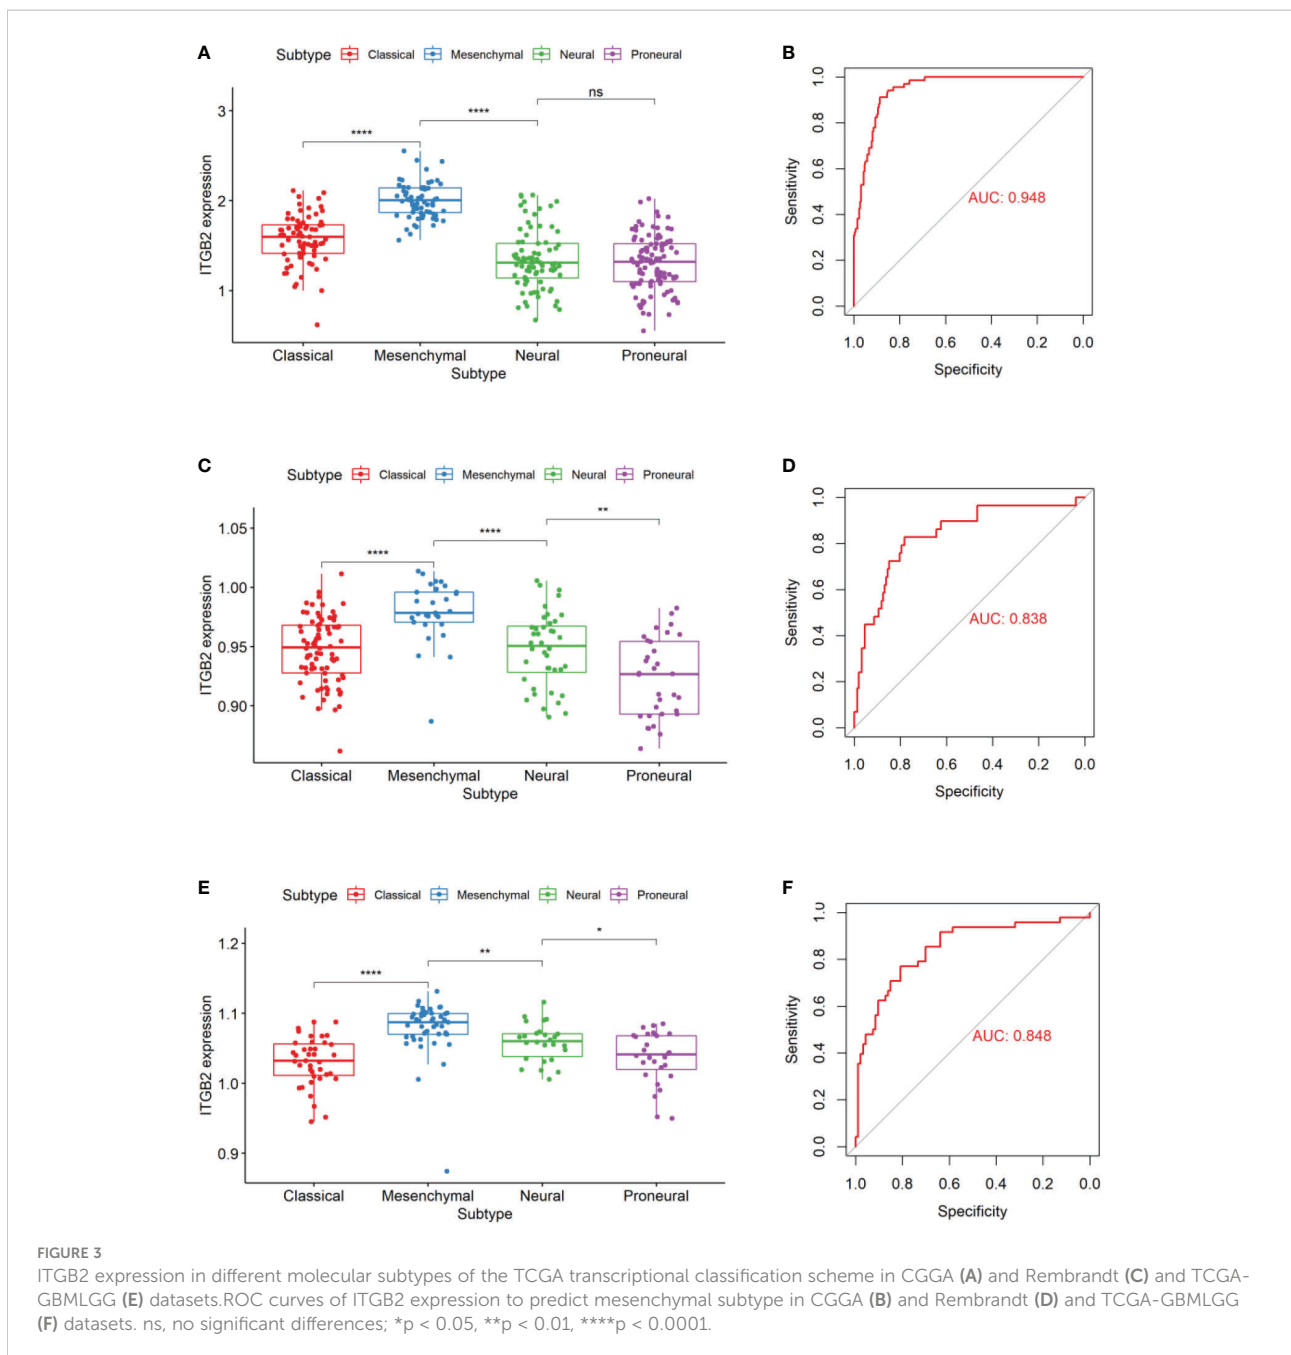 A
Subtype Classical Mesenchymal Neural Proneural
ns
****
****
3
2
1
ITGB2 expression
Classical Mesenchymal Neural Proneural
Subtype
B
1.0
0.8
0.6
0.4
0.2
0.0
Sensitivity
AUC: 0.948
1.0 0.8 0.6 0.4 0.2 0.0
Specificity
C
Subtype Classical Mesenchymal Neural Proneural
**
****
****
1.05
1.00
0.95
0.90
ITGB2 expression
Classical Mesenchymal Neural Proneural
Subtype
D
1.0
0.8
0.6
0.4
0.2
0.0
Sensitivity
AUC: 0.838
1.0 0.8 0.6 0.4 0.2 0.0
Specificity
E
Subtype Classical Mesenchymal Neural Proneural
*
**
****
1.2
1.1
1.0
0.9
ITGB2 expression
Classical Mesenchymal Neural Proneural
Subtype
F
1.0
0.8
0.6
0.4
0.2
0.0
Sensitivity
AUC: 0.848
1.0 0.8 0.6 0.4 0.2 0.0
Specificity
FIGURE 3
ITGB2 expression in different molecular subtypes of the TCGA transcriptional classification scheme in CGGA (A) and Rembrandt (C) and TCGA-
GBMLGG (E) datasets.ROC curves of ITGB2 expression to predict mesenchymal subtype in CGGA (B) and Rembrandt (D) and TCGA-GBMLGG
(F) datasets. ns, no significant differences; *p < 0.05, **p < 0.01, ****p < 0.0001.